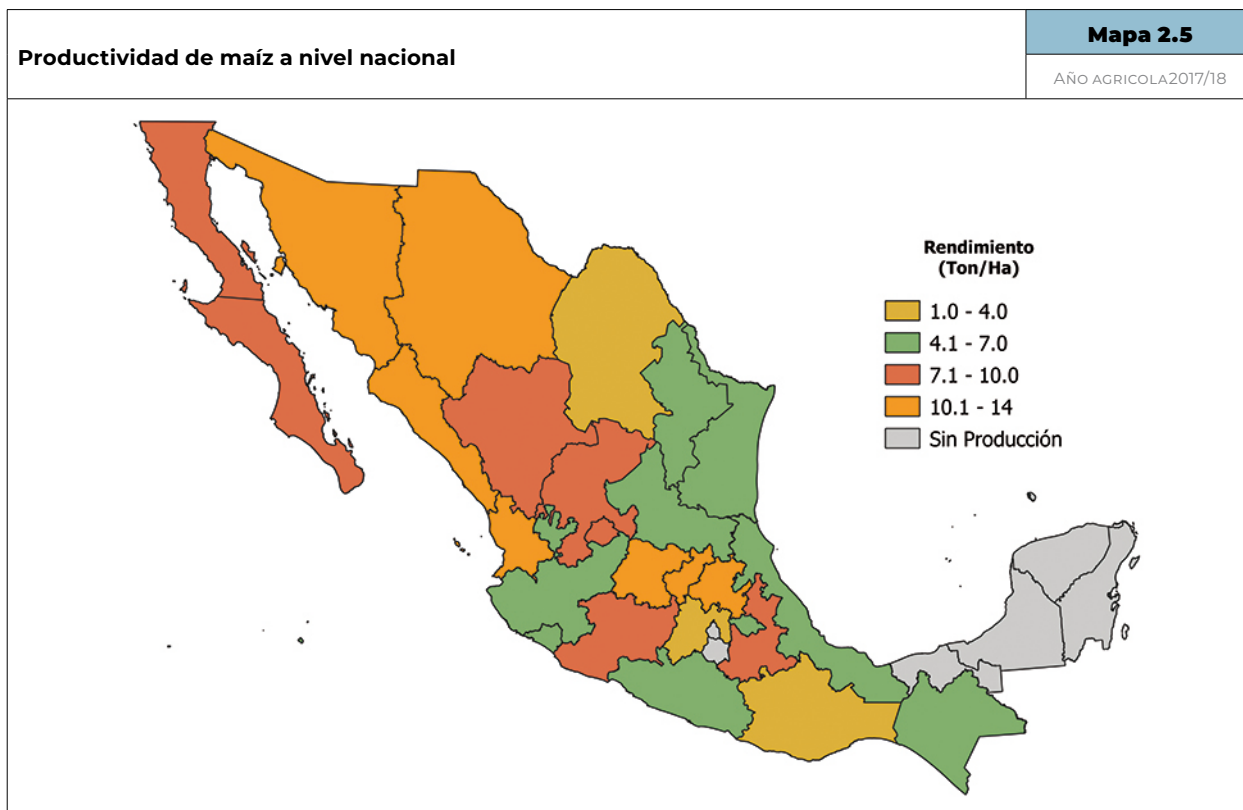 Productividad de maíz a nivel nacional
Mapa 2.5
AÑO AGRICOLA2017/18
Rendimiento
(Ton/Ha)
1.0 - 4.0
4.1 - 7.0
7.1 - 10.0
10.1 - 14
Sin Producción